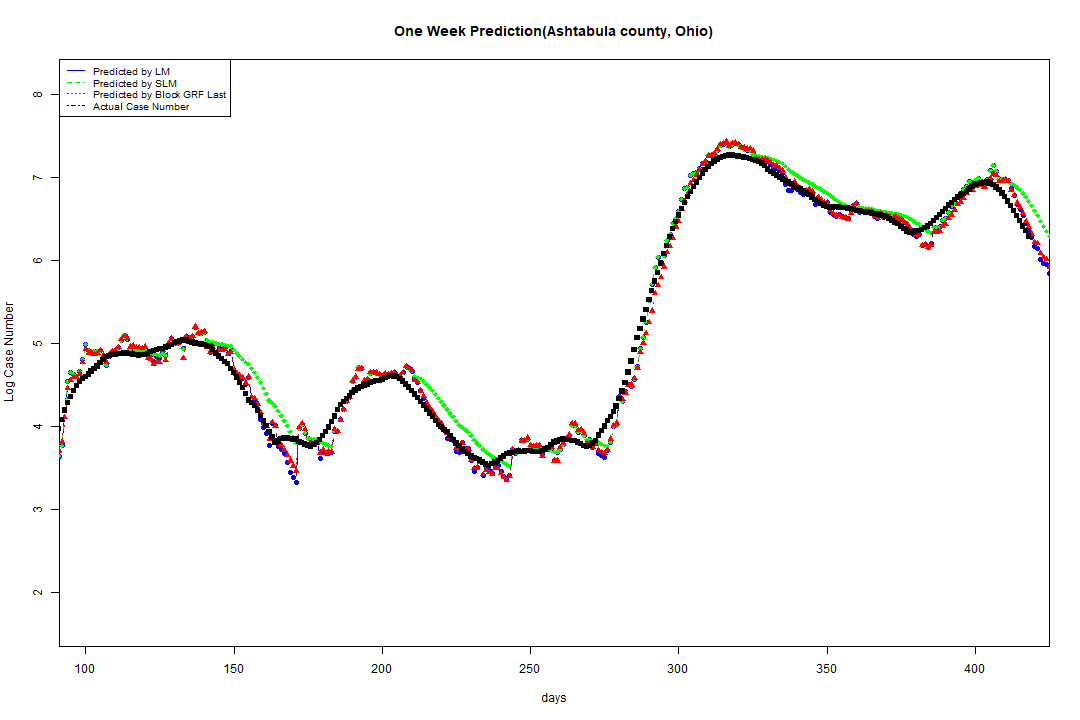 One Week Prediction(Ashtabula county, Ohio)
Predicted by LM
Predicted by SLM
Predicted by Block GRF Last
Actual Case Number
Log Case Number
8
7
6
5
4
3
2
100 150 200 250 300 350 400
days